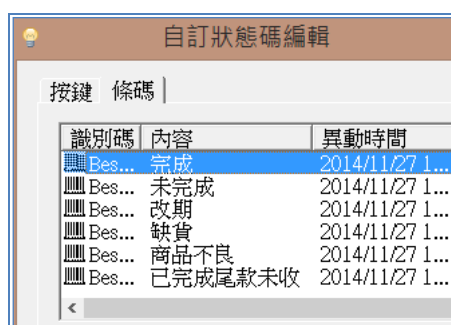 自訂狀態碼編輯
按鍵 條碼
識別碼 內容 異動時間
Bes... 完成 2014/11/27 1...
Bes... 未完成 2014/11/27 1...
Bes... 改期 2014/11/27 1...
Bes... 缺貨 2014/11/27 1...
Bes... 商品不良 2014/11/27 1...
Bes... 已完成尾款未收 2014/11/27 1...